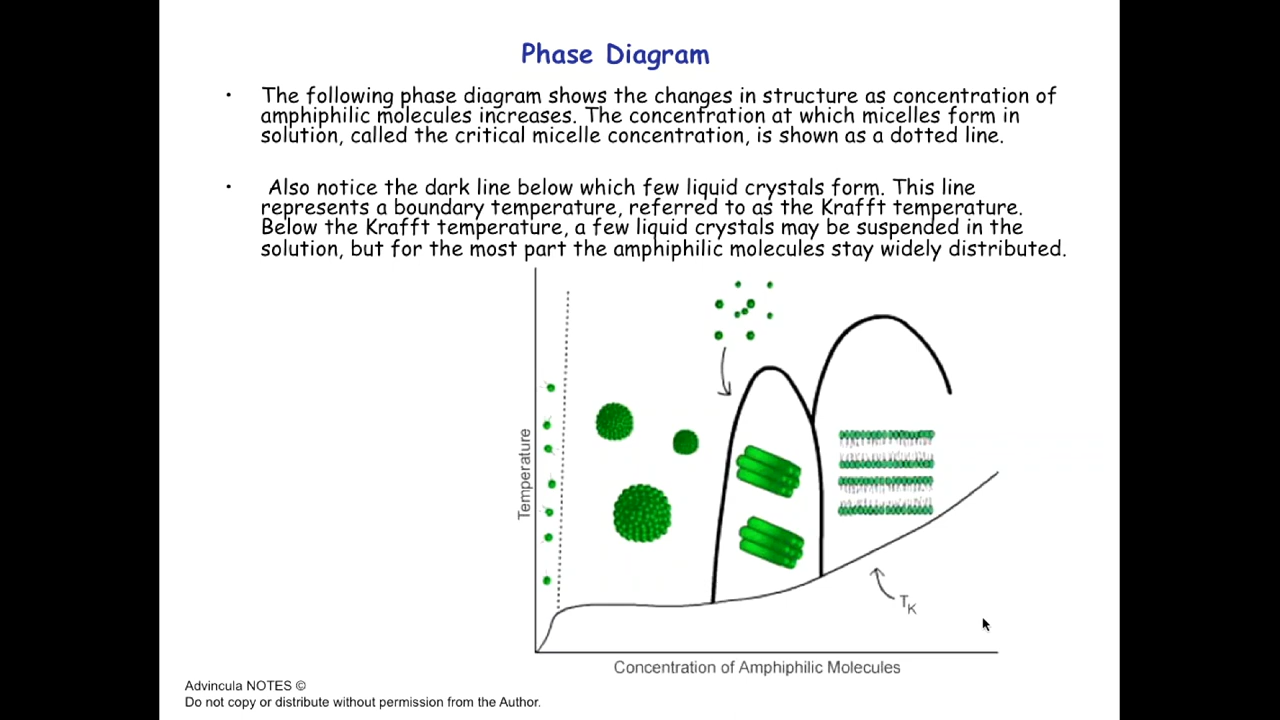 Phase Diagram
• The following phase diagram shows the changes in structure as concentration of
amphiphilic molecules increases. The concentration at which micelles form in
solution, called the critical micelle concentration, is shown as a dotted line.
• Also notice the dark line below which few liquid crystals form. This line
represents a boundary temperature, referred to as the Krafft temperature.
Below the Krafft temperature, a few liquid crystals may be suspended in the
solution, but for the most part the amphiphilic molecules stay widely distributed.
Temperature
TK
Concentration of Amphiphilic Molecules
Advincula NOTES ©
Do not copy or distribute without permission from the Author.